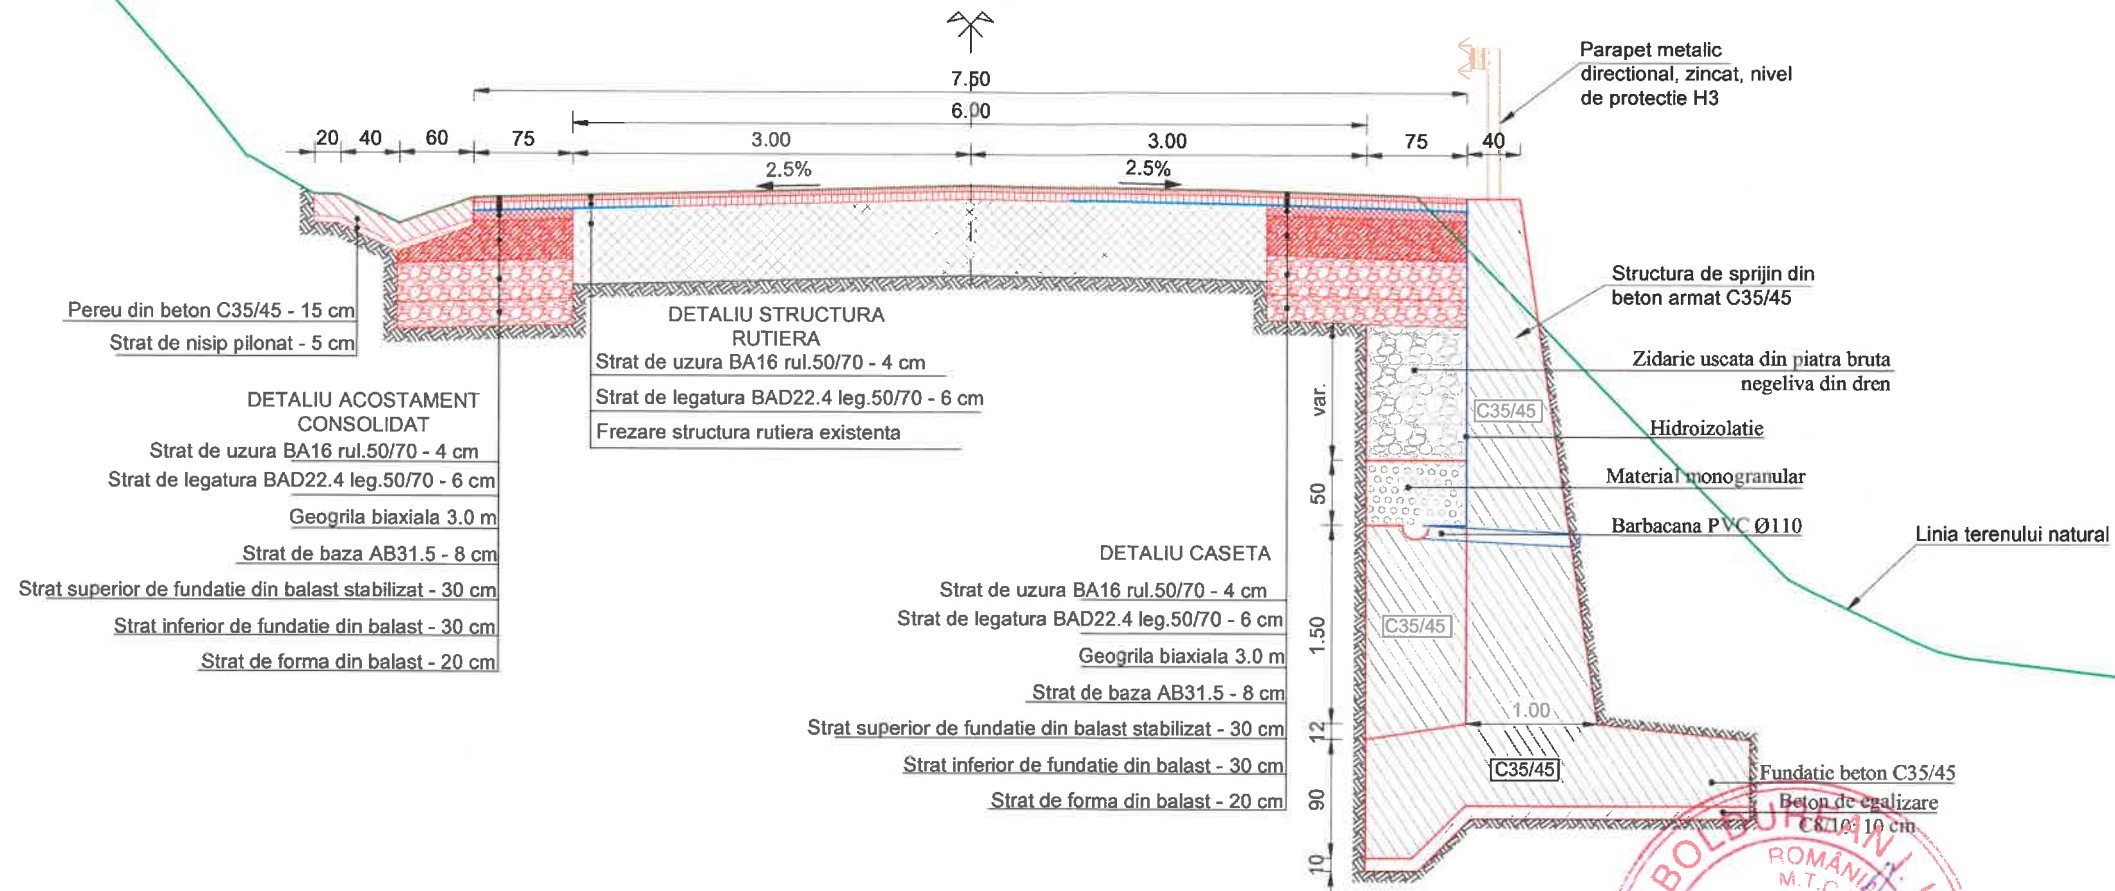 7.50
6.00
20 40 60 75 3.00 3.00 75 40
2.5% 2.5%
Parapet metalic
directional, zincat, nivel
de protectie H3
Structura de sprijin din
beton armat C35/45
Pereu din beton C35/45 - 15 cm
Strat de nisip pilonat - 5 cm
DETALIU STRUCTURA
RUTIERA
Strat de uzura BA16 rul.50/70 - 4 cm
Strat de legatura BAD22.4 leg.50/70 - 6 cm
Frezare structura rutiera existenta
DETALIU ACOSTAMENT
CONSOLIDAT
Strat de uzura BA16 rul.50/70 - 4 cm
Strat de legatura BAD22.4 leg.50/70 - 6 cm
Geogrila biaxiala 3.0 m
Strat de baza AB31.5 - 8 cm
Strat superior de fundatie din balast stabilizat - 30 cm
Strat inferior de fundatie din balast - 30 cm
Strat de forma din balast - 20 cm
DETALIU CASETA
Strat de uzura BA16 rul.50/70 - 4 cm
Strat de legatura BAD22.4 leg.50/70 - 6 cm
Geogrila biaxiala 3.0 m
Strat de baza AB31.5 - 8 cm
Strat superior de fundatie din balast stabilizat - 30 cm
Strat inferior de fundatie din balast - 30 cm
Strat de forma din balast - 20 cm
var.
50
1.50
12
90
10
C35/45
C35/45
1.00
C35/45
Zidarie uscata din piatra bruta
negeliva din dren
Hidroizolatie
Material monogranular
Barbacana PVC Ø110
Linia terenului natural
Fundatie beton C35/45
Beton de egalizare
C8/10; 10 cm
BOLDUREAN
ROMÂNIA
M.T.